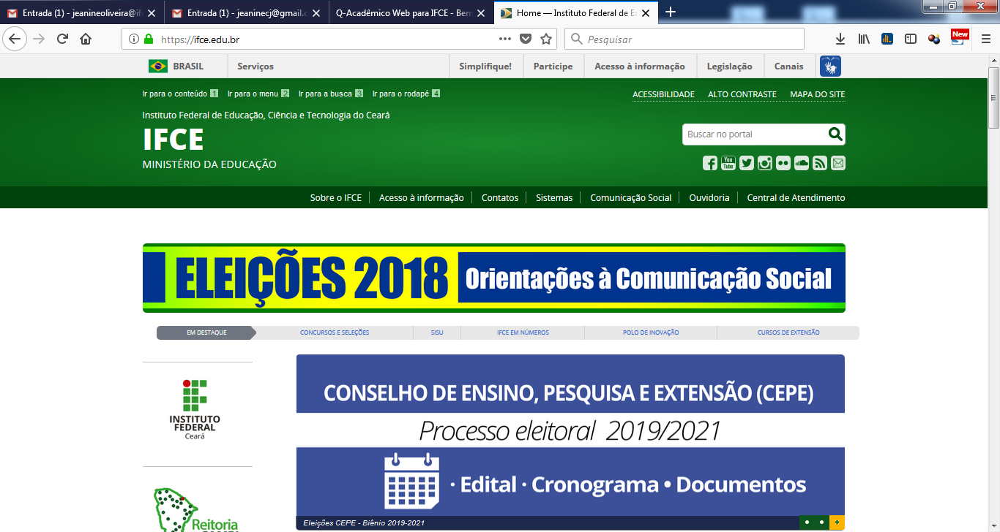 Entrada (1) - jeanineoliveira@if
Entrada (1) - jeaninecj@gmail.c
Q-Acadêmico Web para IFCE - Bem
Home — Instituto Federal de Ec
https://ifce.edu.br
Pesquisar
New
BRASIL
Serviços
Simplifique!
Participe
Acesso à informação
Legislação
Canais
Ir para o conteúdo 1
Ir para o menu 2
Ir para a busca 3
Ir para o rodapé 4
ACESSIBILIDADE
ALTO CONTRASTE
MAPA DO SITE
Instituto Federal de Educação, Ciência e Tecnologia do Ceará
IFCE
MINISTÉRIO DA EDUCAÇÃO
Buscar no portal
You Tube
Sobre o IFCE
Acesso à informação
Contatos
Sistemas
Comunicação Social
Ouvidoria
Central de Atendimento
ELEIÇÕES 2018
Orientações à Comunicação Social
EM DESTAQUE
CONCURSOS E SELEÇÕES
SISU
IFCE EM NÚMEROS
POLO DE INOVAÇÃO
CURSOS DE EXTENSÃO
INSTITUTO
FEDERAL
Ceará
Reitoria
CONSELHO DE ENSINO, PESQUISA E EXTENSÃO (CEPE)
Processo eleitoral 2019/2021
· Edital · Cronograma • Documentos
Eleições CEPE - Biênio 2019-2021